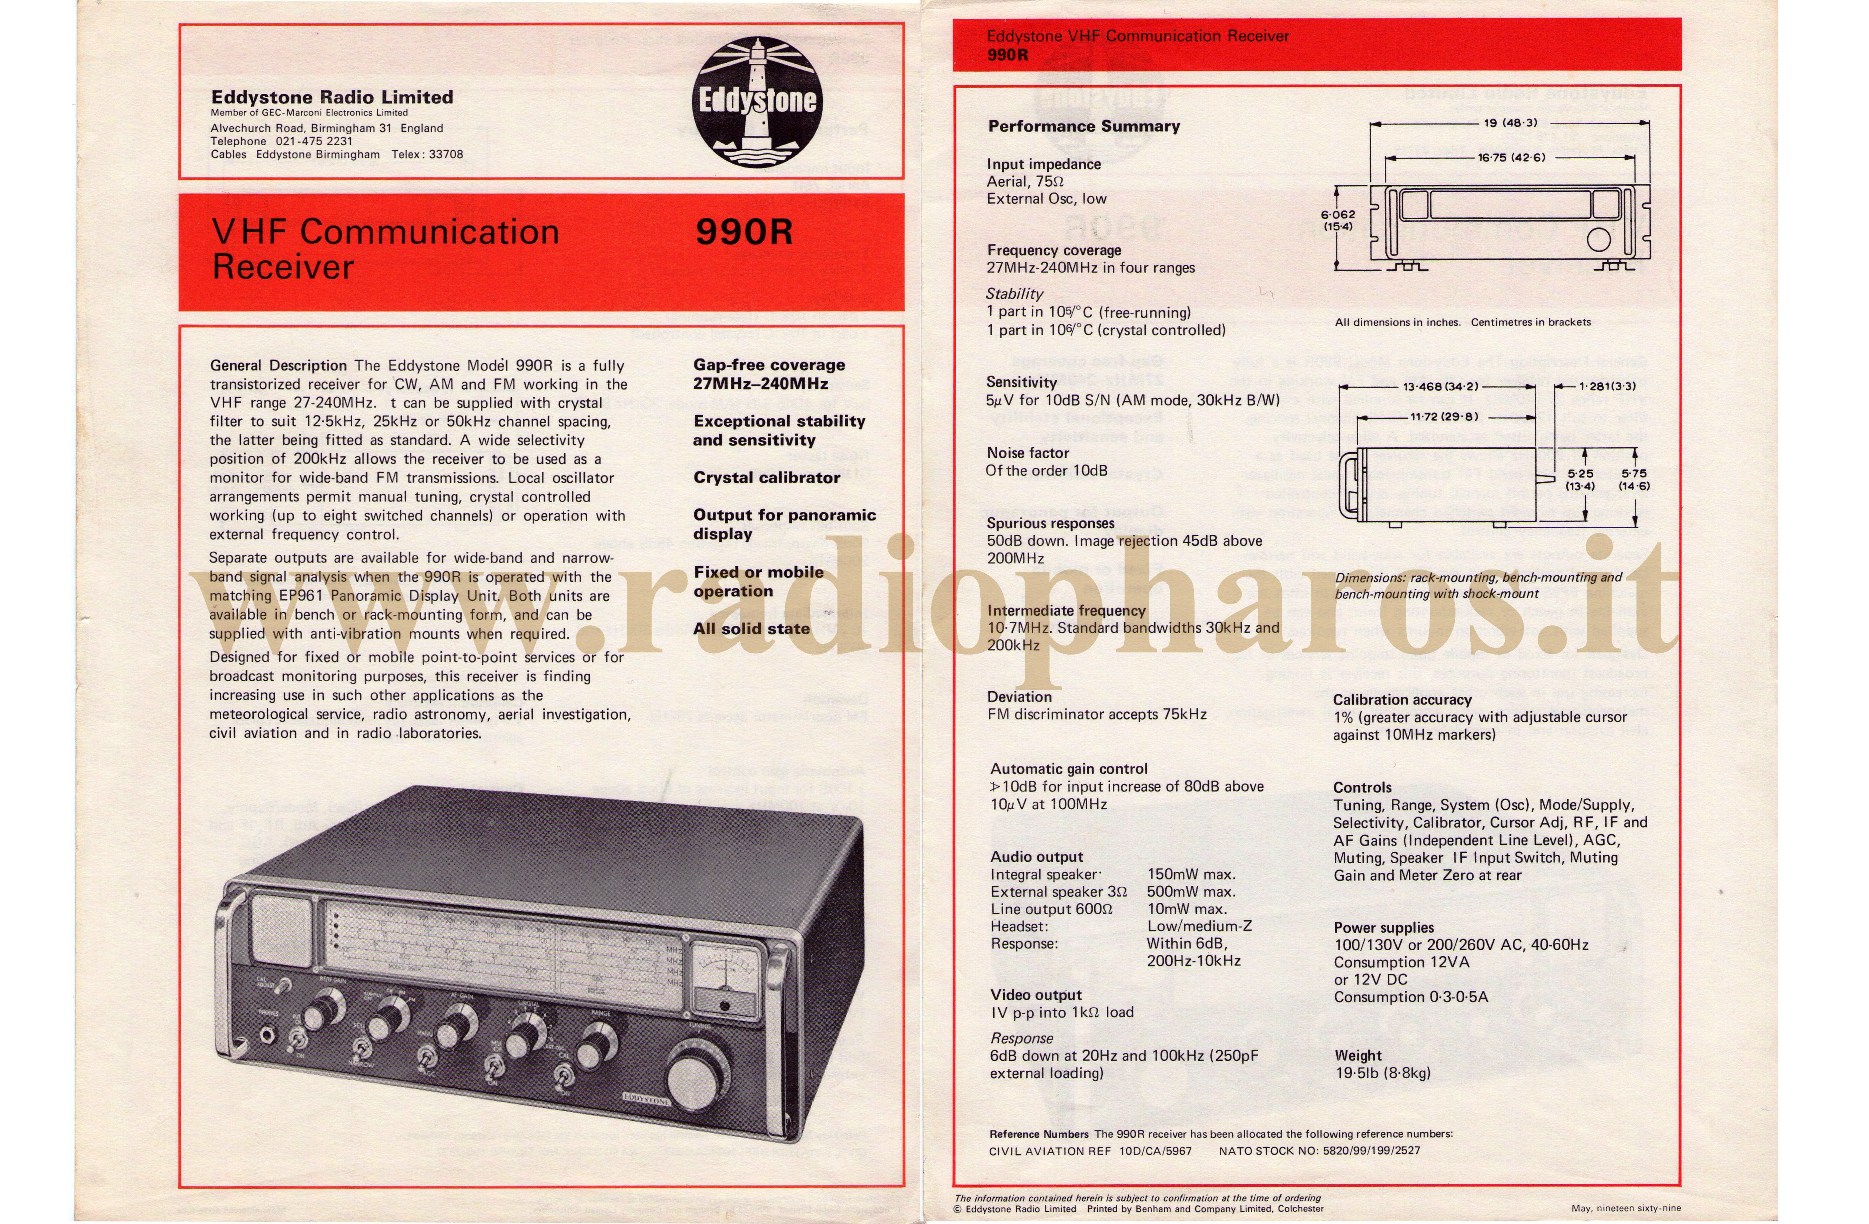 Eddystone Radio Limited
Member of GEC-Marconi Electronics Limited
Alvechurch Road, Birmingham 31 England
Telephone 021-475 2231
Cables Eddystone Birmingham Telex: 33708
Eddystone
VHF Communication
Receiver
990R
General Description The Eddystone Model 990R is a fully
transistorized receiver for CW, AM and FM working in the
VHF range 27-240MHz. t can be supplied with crystal
filter to suit 12·5kHz, 25kHz or 50kHz channel spacing,
the latter being fitted as standard. A wide selectivity
position of 200kHz allows the receiver to be used as a
monitor for wide-band FM transmissions. Local oscillator
arrangements permit manual tuning, crystal controlled
working (up to eight switched channels) or operation with
external frequency control.
Separate outputs are available for wide-band and narrow-
band signal analysis when the 990R is operated with the
matching EP961 Panoramic Display Unit. Both units are
available in bench or rack-mounting form, and can be
supplied with anti-vibration mounts when required.
Designed for fixed or mobile point-to-point services or for
broadcast monitoring purposes, this receiver is finding
increasing use in such other applications as the
meteorological service, radio astronomy, aerial investigation,
civil aviation and in radio laboratories.
Gap-free coverage
27MHz–240MHz
Exceptional stability
and sensitivity
Crystal calibrator
Output for panoramic
display
Fixed or mobile
operation
All solid state
EDDYSTONE
www.radiopharos.it
Eddystone VHF Communication Receiver
990R
Performance Summary
Input impedance
Aerial, 75Ω
External Osc, low
Frequency coverage
27MHz-240MHz in four ranges
Stability
1 part in 10⁵/°C (free-running)
1 part in 10⁶/°C (crystal controlled)
Sensitivity
5μV for 10dB S/N (AM mode, 30kHz B/W)
Noise factor
Of the order 10dB
Spurious responses
50dB down. Image rejection 45dB above
200MHz
Intermediate frequency
10·7MHz. Standard bandwidths 30kHz and
200kHz
Deviation
FM discriminator accepts 75kHz
Automatic gain control
≯10dB for input increase of 80dB above
10μV at 100MHz
Audio output
Integral speaker· 150mW max.
External speaker 3Ω 500mW max.
Line output 600Ω 10mW max.
Headset: Low/medium-Z
Response: Within 6dB,
200Hz-10kHz
Video output
IV p-p into 1kΩ load
Response
6dB down at 20Hz and 100kHz (250pF
external loading)
19 (48·3)
16·75 (42·6)
6·062
(15·4)
All dimensions in inches. Centimetres in brackets
13·468 (34·2)
1·281(3·3)
11·72 (29·8)
5·25
(13·4)
5·75
(14·6)
Dimensions: rack-mounting, bench-mounting and
bench-mounting with shock-mount
Calibration accuracy
1% (greater accuracy with adjustable cursor
against 10MHz markers)
Controls
Tuning, Range, System (Osc), Mode/Supply,
Selectivity, Calibrator, Cursor Adj, RF, IF and
AF Gains (Independent Line Level), AGC,
Muting, Speaker IF Input Switch, Muting
Gain and Meter Zero at rear
Power supplies
100/130V or 200/260V AC, 40-60Hz
Consumption 12VA
or 12V DC
Consumption 0·3-0·5A
Weight
19·5lb (8·8kg)
Reference Numbers The 990R receiver has been allocated the following reference numbers:
CIVIL AVIATION REF 10D/CA/5967 NATO STOCK NO: 5820/99/199/2527
The information contained herein is subject to confirmation at the time of ordering
© Eddystone Radio Limited Printed by Benham and Company Limited, Colchester
May, nineteen sixty-nine